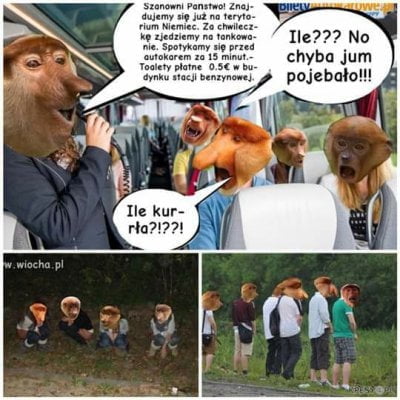 Szanowni Państwo! Znaj-
dujemy się już na teryto-
rium Niemiec. Za chwilecz-
kę zjedziemy na tankowa-
nie. Spotykamy się przed
autokarem za 15 minut.-
Toalety płatne 0.5€ w bu-
dynku stacji benzynowej.
Ile??? No
chyba jum
pojebało!!!
Ile kur-
rła?!??!
w.wiocha.pl